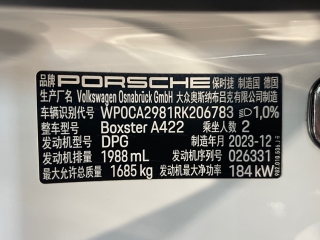 品牌 PORSCHE 保时捷 制造国 德国
生产厂名 Volkswagen Osnabrück GmbH 大众奥斯纳布吕克有限公司
车辆识别代号 WP0CA2981RK206783 1,0%
整车型号 Boxster A422 乘坐人数 2
发动机型号 DPG 制造年月 2023-12
发动机排量 1988 mL 发动机序列号 026331
最大允许总质量 1685 kg 发动机最大净功率 184 kW